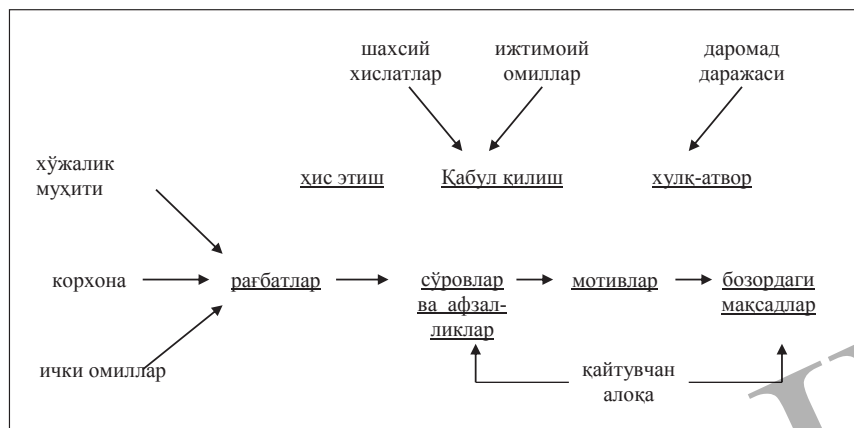 шахсий хислатлар
ижтимоий омиллар
даромад даражаси
хўжалик муҳити
ҳис этиш
Қабул қилиш
хулқ-атвор
корхона
рағбатлар
сўровлар
ва афзал-
ликлар
мотивлар
бозордаги
мақсадлар
ички омиллар
қайтувчан
алоқа